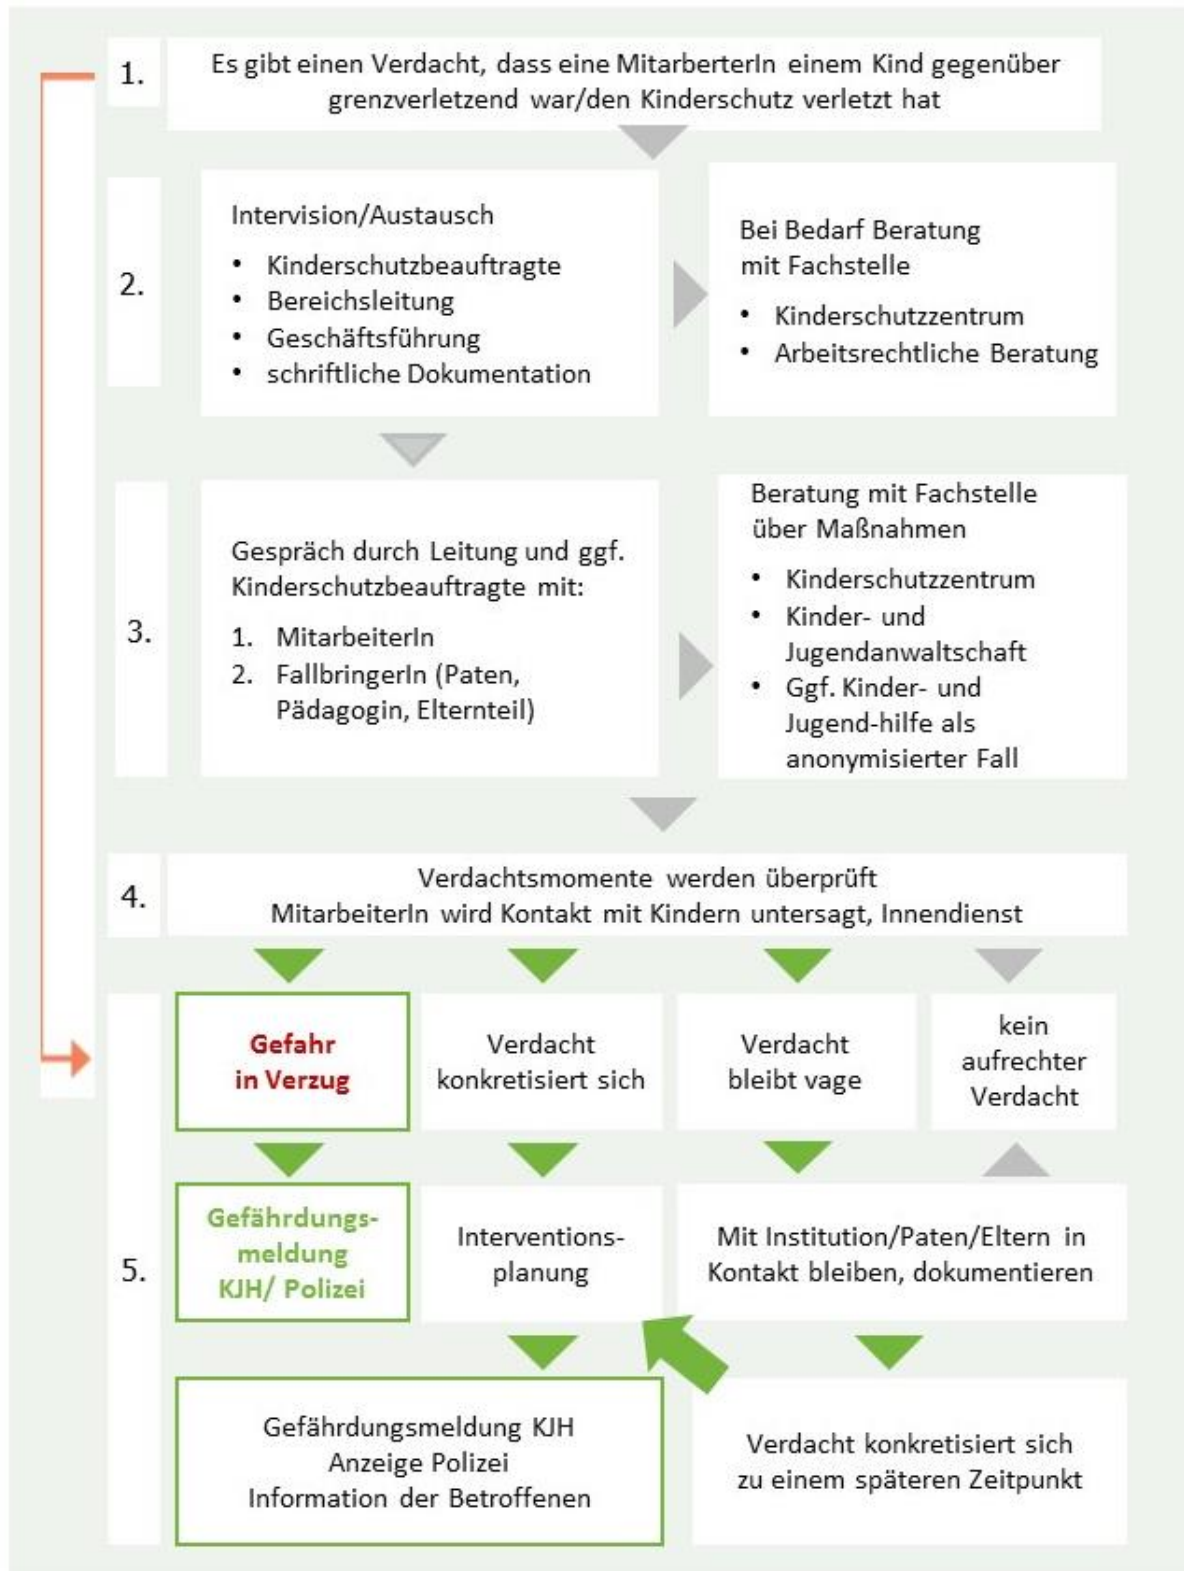 1.
Es gibt einen Verdacht, dass eine MitarberterIn einem Kind gegenüber
grenzverletzend war/den Kinderschutz verletzt hat
2.
Intervision/Austausch
• Kinderschutzbeauftragte
• Bereichsleitung
• Geschäftsführung
• schriftliche Dokumentation
Bei Bedarf Beratung
mit Fachstelle
• Kinderschutzzentrum
• Arbeitsrechtliche Beratung
3.
Gespräch durch Leitung und ggf.
Kinderschutzbeauftragte mit:
1. MitarbeiterIn
2. FallbringerIn (Paten,
Pädagogin, Elternteil)
Beratung mit Fachstelle
über Maßnahmen
• Kinderschutzzentrum
• Kinder- und
Jugendanwaltschaft
• Ggf. Kinder- und
Jugend-hilfe als
anonymisierter Fall
4.
Verdachtsmomente werden überprüft
MitarbeiterIn wird Kontakt mit Kindern untersagt, Innendienst
5.
Gefahr
in Verzug
Verdacht
konkretisiert sich
Verdacht
bleibt vage
kein
aufrechter
Verdacht
Gefährdungs-
meldung
KJH/ Polizei
Interventions-
planung
Mit Institution/Paten/Eltern in
Kontakt bleiben, dokumentieren
Gefährdungsmeldung KJH
Anzeige Polizei
Information der Betroffenen
Verdacht konkretisiert sich
zu einem späteren Zeitpunkt